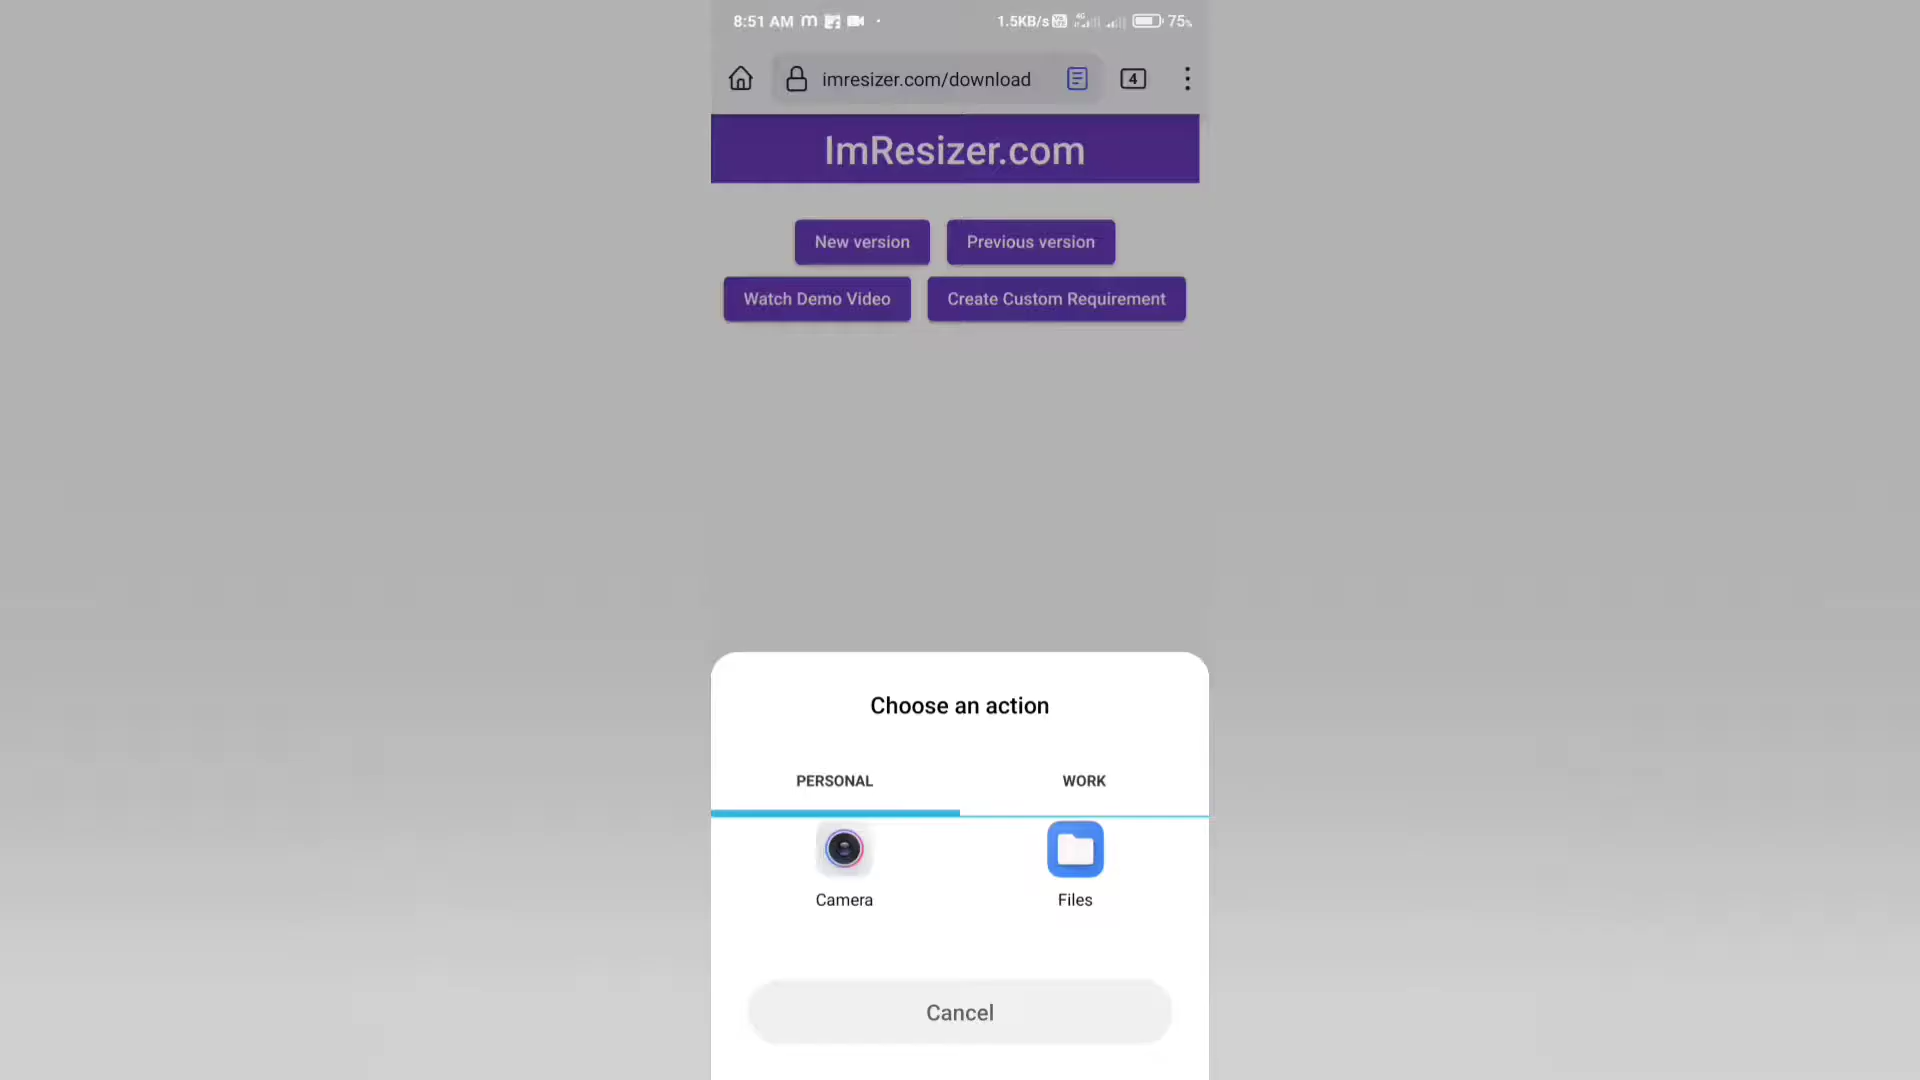 8:51 AM
1.5KB/s 4G 75%
imresizer.com/download 4
ImResizer.com
New version Previous version
Watch Demo Video Create Custom Requirement
Choose an action
PERSONAL WORK
Camera Files
Cancel